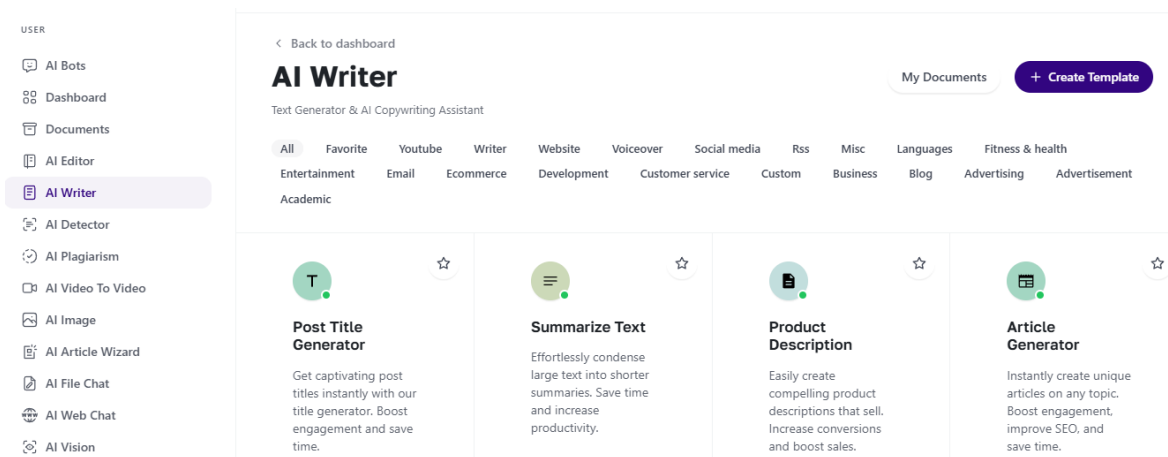 USER
AI Bots
Dashboard
Documents
AI Editor
AI Writer
AI Detector
AI Plagiarism
AI Video To Video
AI Image
AI Article Wizard
AI File Chat
AI Web Chat
AI Vision
Back to dashboard
AI Writer
Text Generator & AI Copywriting Assistant
My Documents
+ Create Template
All Favorite Youtube Writer Website Voiceover Social media Rss Misc Languages Fitness & health
Entertainment Email Ecommerce Development Customer service Custom Business Blog Advertising Advertisement
Academic
T
Post Title
Generator
Get captivating post
titles instantly with our
title generator. Boost
engagement and save
time.
Summarize Text
Effortlessly condense
large text into shorter
summaries. Save time
and increase
productivity.
Product
Description
Easily create
compelling product
descriptions that sell.
Increase conversions
and boost sales.
Article
Generator
Instantly create unique
articles on any topic.
Boost engagement,
improve SEO, and
save time.